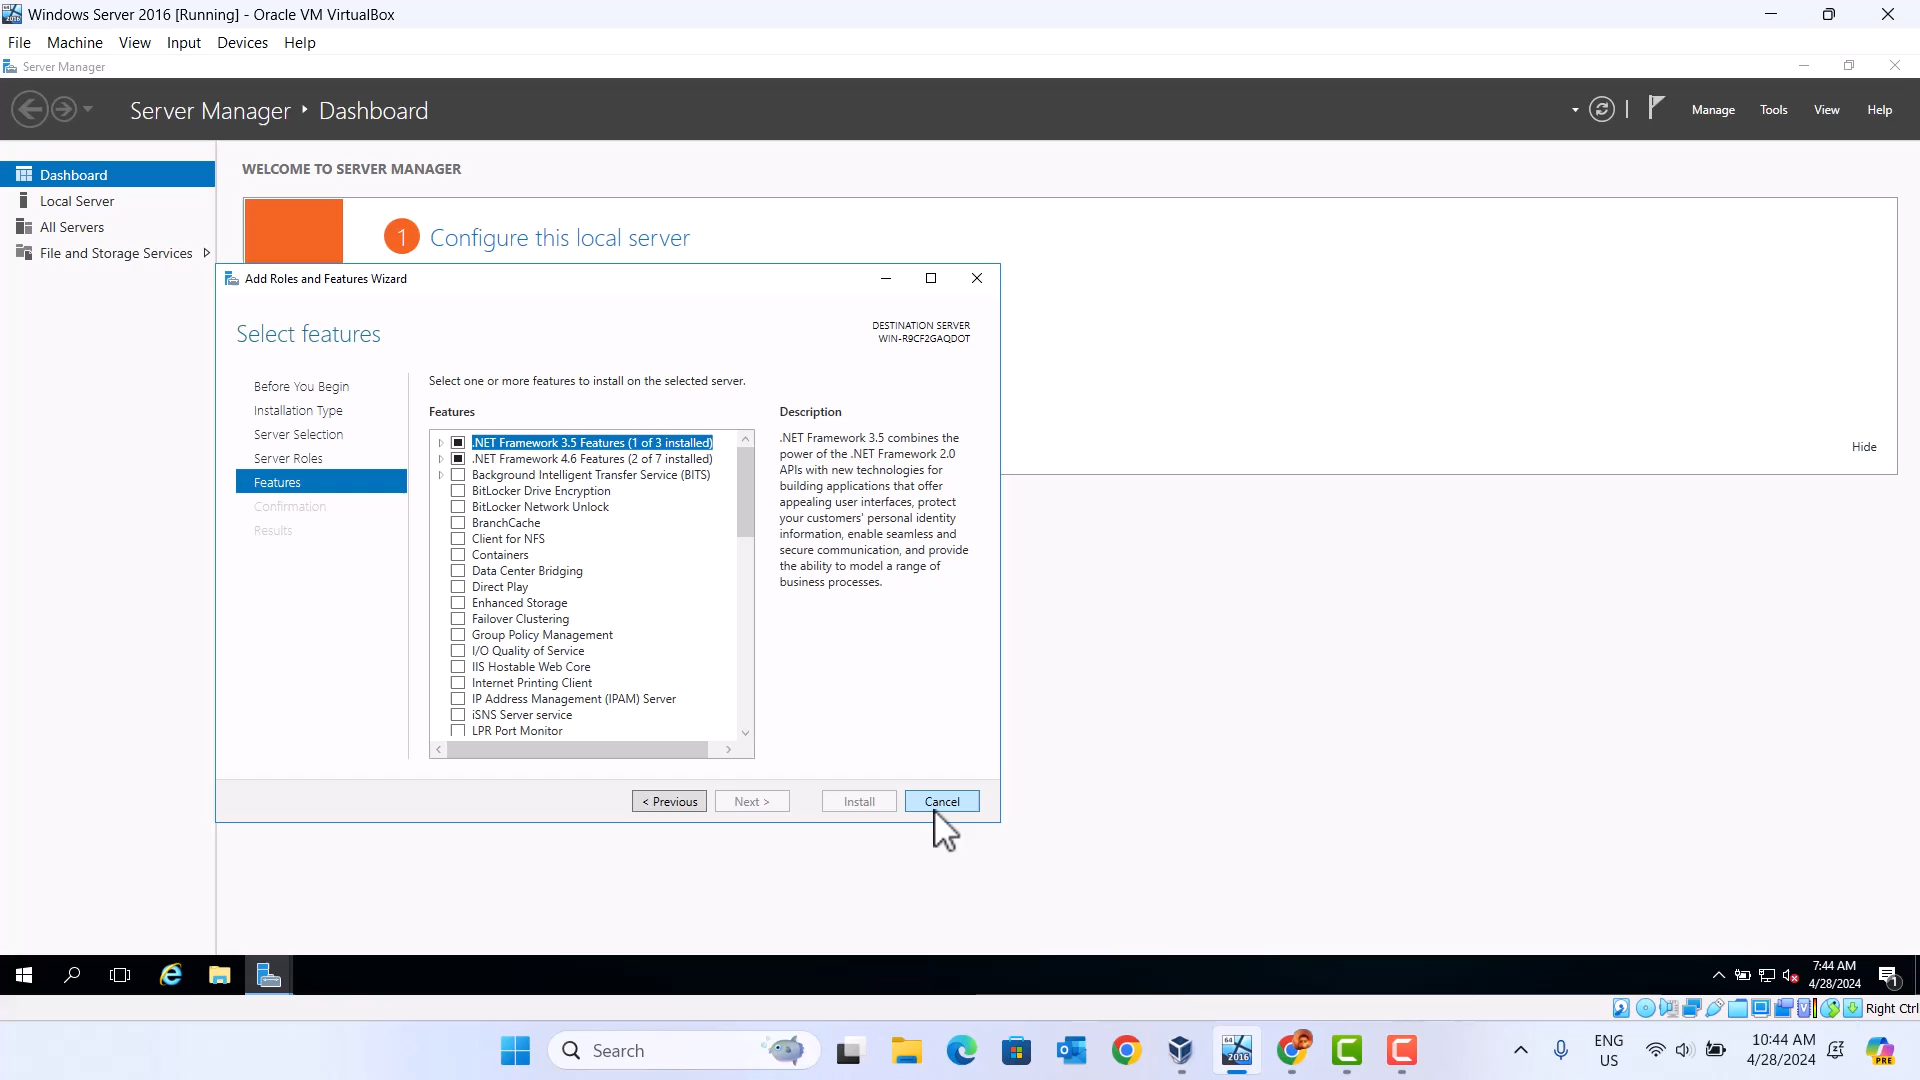 Windows Server 2016 [Running] - Oracle VM VirtualBox
File Machine View Input Devices Help
Server Manager
Server Manager ‣ Dashboard
Manage Tools View Help
Dashboard
Local Server
All Servers
File and Storage Services
WELCOME TO SERVER MANAGER
1 Configure this local server
Hide
Add Roles and Features Wizard
Select features
DESTINATION SERVER
WIN-R9CF2GAQDOT
Before You Begin
Installation Type
Server Selection
Server Roles
Features
Confirmation
Results
Select one or more features to install on the selected server.
Features
.NET Framework 3.5 Features (1 of 3 installed)
.NET Framework 4.6 Features (2 of 7 installed)
Background Intelligent Transfer Service (BITS)
BitLocker Drive Encryption
BitLocker Network Unlock
BranchCache
Client for NFS
Containers
Data Center Bridging
Direct Play
Enhanced Storage
Failover Clustering
Group Policy Management
I/O Quality of Service
IIS Hostable Web Core
Internet Printing Client
IP Address Management (IPAM) Server
iSNS Server service
LPR Port Monitor
Description
.NET Framework 3.5 combines the
power of the .NET Framework 2.0
APIs with new technologies for
building applications that offer
appealing user interfaces, protect
your customers' personal identity
information, enable seamless and
secure communication, and provide
the ability to model a range of
business processes.
< Previous
Next >
Install
Cancel
7:44 AM
4/28/2024
1
Right Ctrl
Search
64
2016
ENG
US
10:44 AM
4/28/2024
PRE